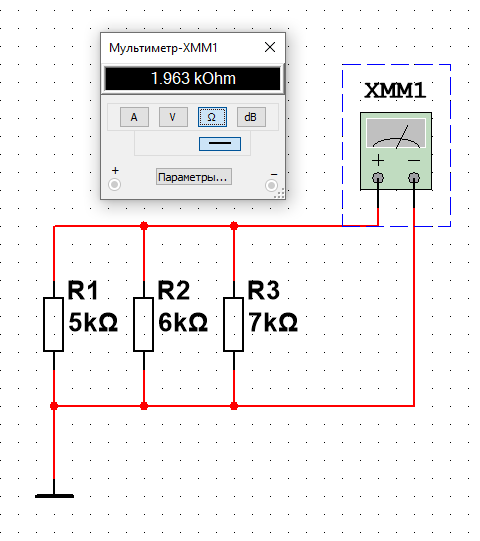 Мультиметр-XMM1
1.963 kOhm
A V Ω dB
+ −
Параметры...
XMM1
+ −
R1 R2 R3
5kΩ 6kΩ 7kΩ